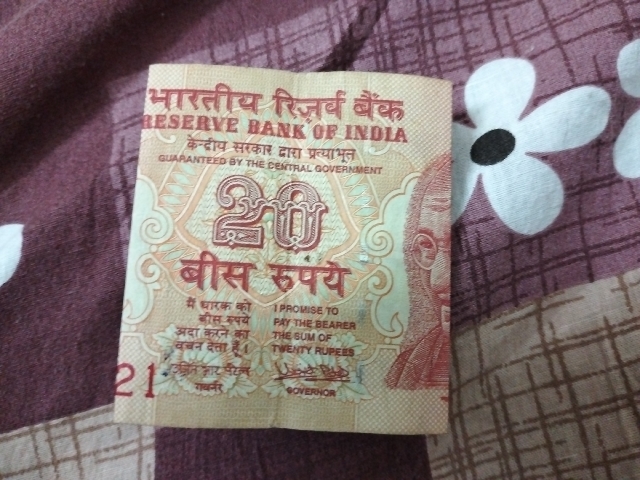 भारतीय रिज़र्व बैंक
RESERVE BANK OF INDIA
केन्द्रीय सरकार द्वारा प्रत्याभूत
GUARANTEED BY THE CENTRAL GOVERNMENT
20
बीस रुपये
मैं धारक को
बीस रुपये
अदा करने का
वचन देता हूँ।
I PROMISE TO
PAY THE BEARER
THE SUM OF
TWENTY RUPEES
गवर्नर
GOVERNOR
21